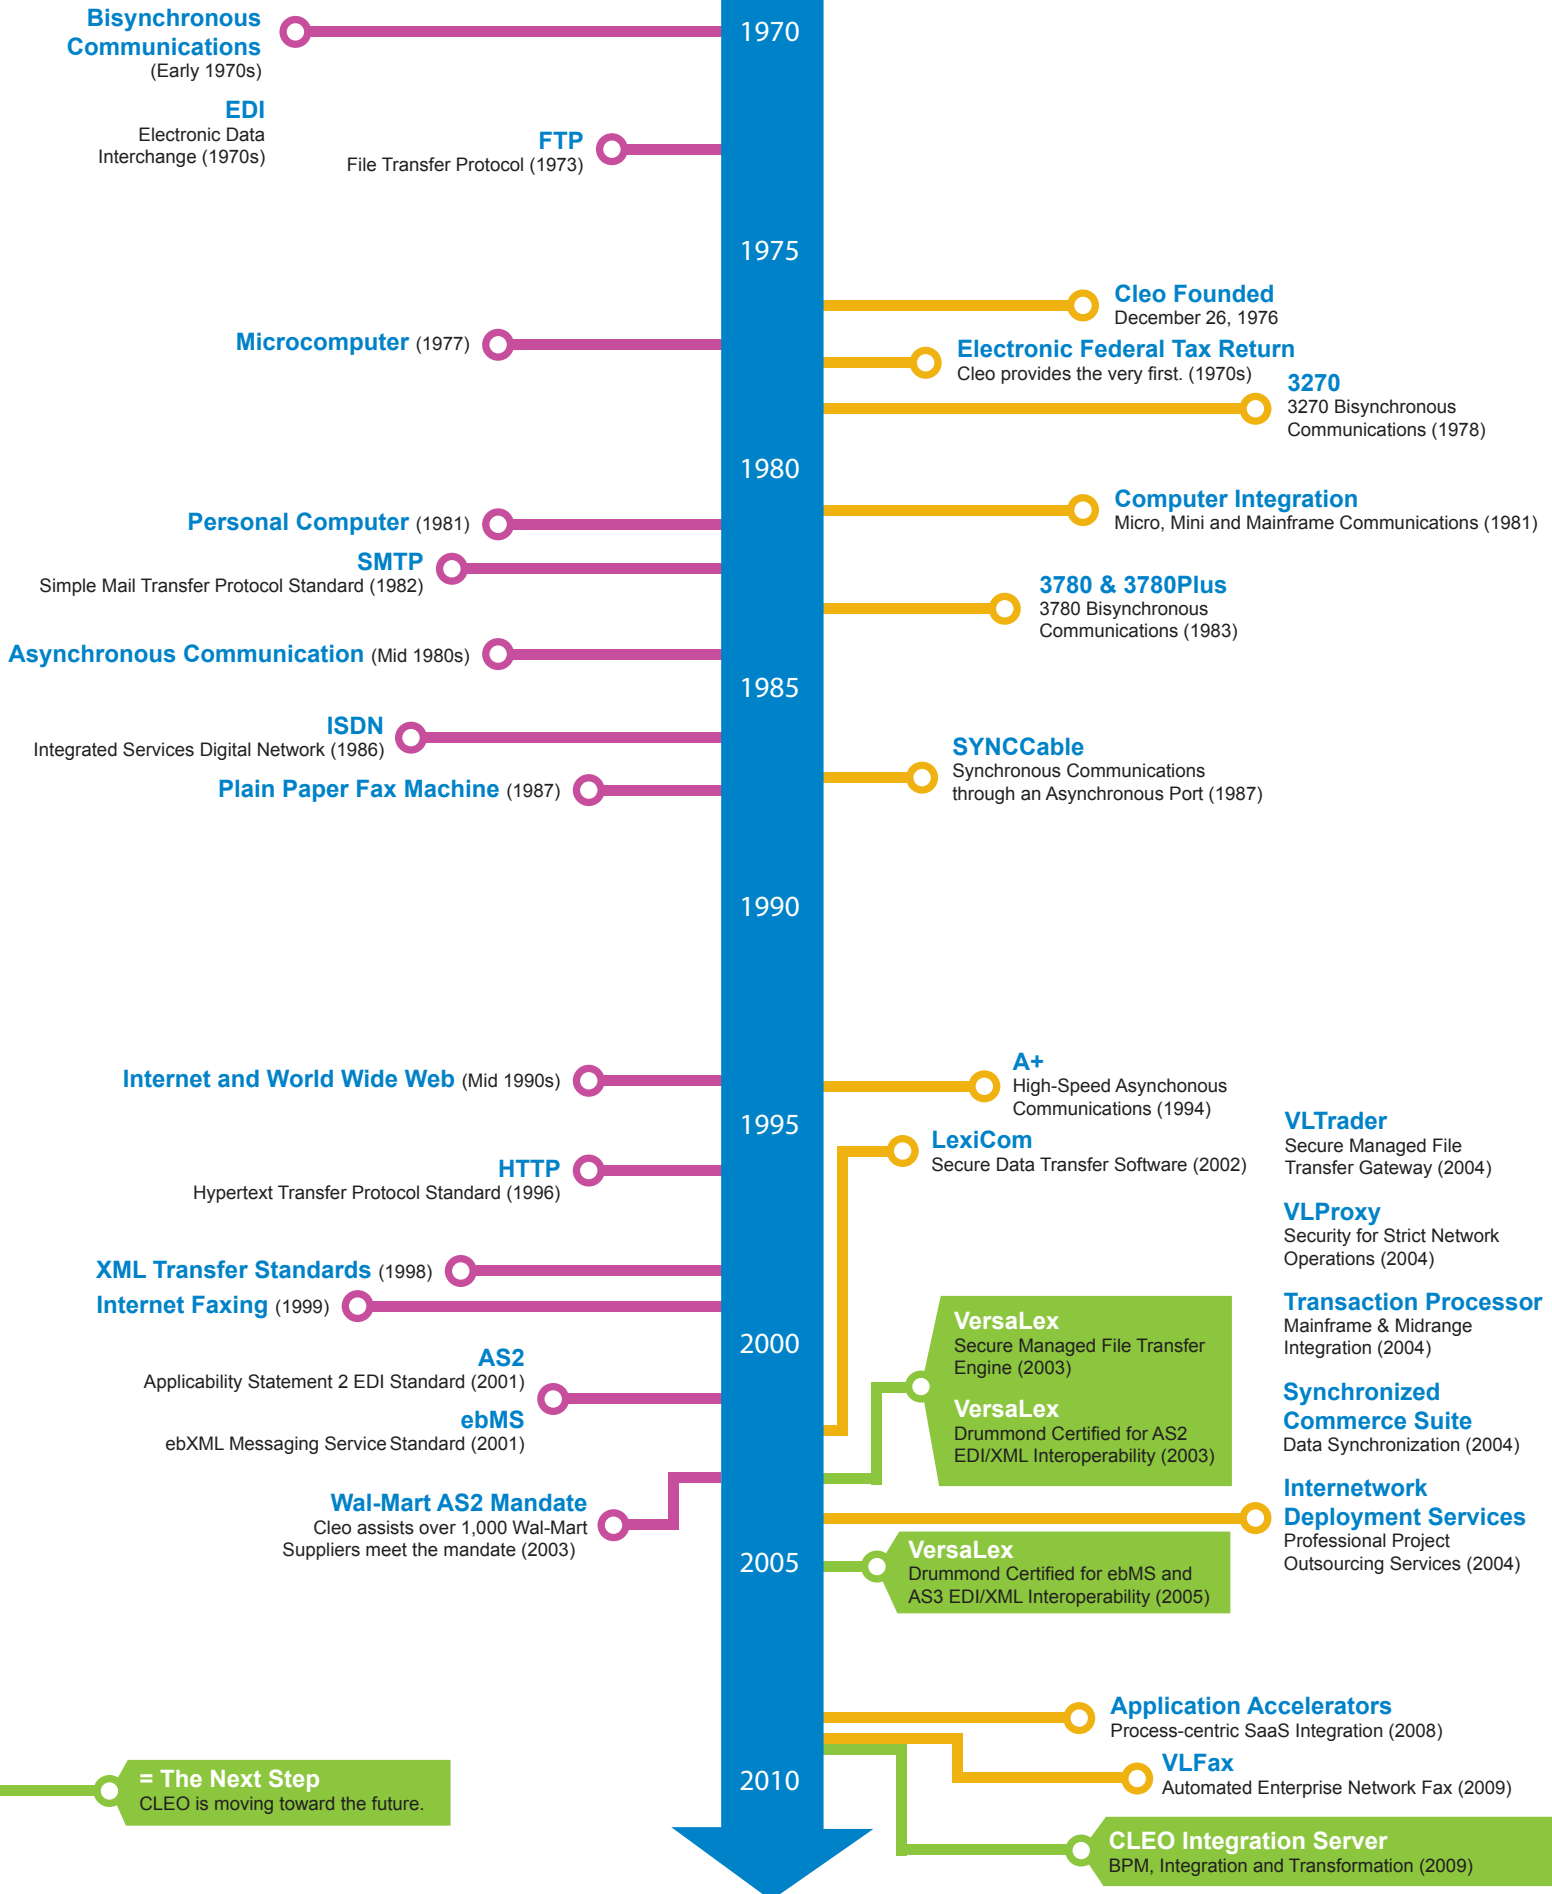 Bisynchronous
Communications
(Early 1970s)
EDI
Electronic Data
Interchange (1970s)
FTP
File Transfer Protocol (1973)
Microcomputer (1977)
Personal Computer (1981)
SMTP
Simple Mail Transfer Protocol Standard (1982)
Asynchronous Communication (Mid 1980s)
ISDN
Integrated Services Digital Network (1986)
Plain Paper Fax Machine (1987)
Internet and World Wide Web (Mid 1990s)
HTTP
Hypertext Transfer Protocol Standard (1996)
XML Transfer Standards (1998)
Internet Faxing (1999)
AS2
Applicability Statement 2 EDI Standard (2001)
ebMS
ebXML Messaging Service Standard (2001)
Wal-Mart AS2 Mandate
Cleo assists over 1,000 Wal-Mart
Suppliers meet the mandate (2003)
= The Next Step
CLEO is moving toward the future.
1970
1975
1980
1985
1990
1995
2000
2005
2010
Cleo Founded
December 26, 1976
Electronic Federal Tax Return
Cleo provides the very first. (1970s)
3270
3270 Bisynchronous
Communications (1978)
Computer Integration
Micro, Mini and Mainframe Communications (1981)
3780 & 3780Plus
3780 Bisynchronous
Communications (1983)
SYNCCable
Synchronous Communications
through an Asynchronous Port (1987)
A+
High-Speed Asynchonous
Communications (1994)
LexiCom
Secure Data Transfer Software (2002)
VersaLex
Secure Managed File Transfer
Engine (2003)
VersaLex
Drummond Certified for AS2
EDI/XML Interoperability (2003)
VLTrader
Secure Managed File
Transfer Gateway (2004)
VLProxy
Security for Strict Network
Operations (2004)
Transaction Processor
Mainframe & Midrange
Integration (2004)
Synchronized
Commerce Suite
Data Synchronization (2004)
Internetwork
Deployment Services
Professional Project
Outsourcing Services (2004)
VersaLex
Drummond Certified for ebMS and
AS3 EDI/XML Interoperability (2005)
Application Accelerators
Process-centric SaaS Integration (2008)
VLFax
Automated Enterprise Network Fax (2009)
CLEO Integration Server
BPM, Integration and Transformation (2009)